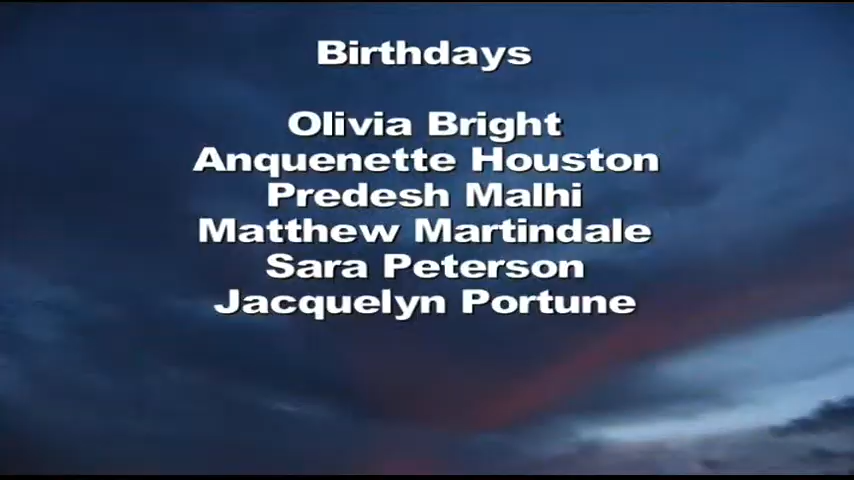 Birthdays
Olivia Bright
Anquenette Houston
Predesh Malhi
Matthew Martindale
Sara Peterson
Jacquelyn Portune